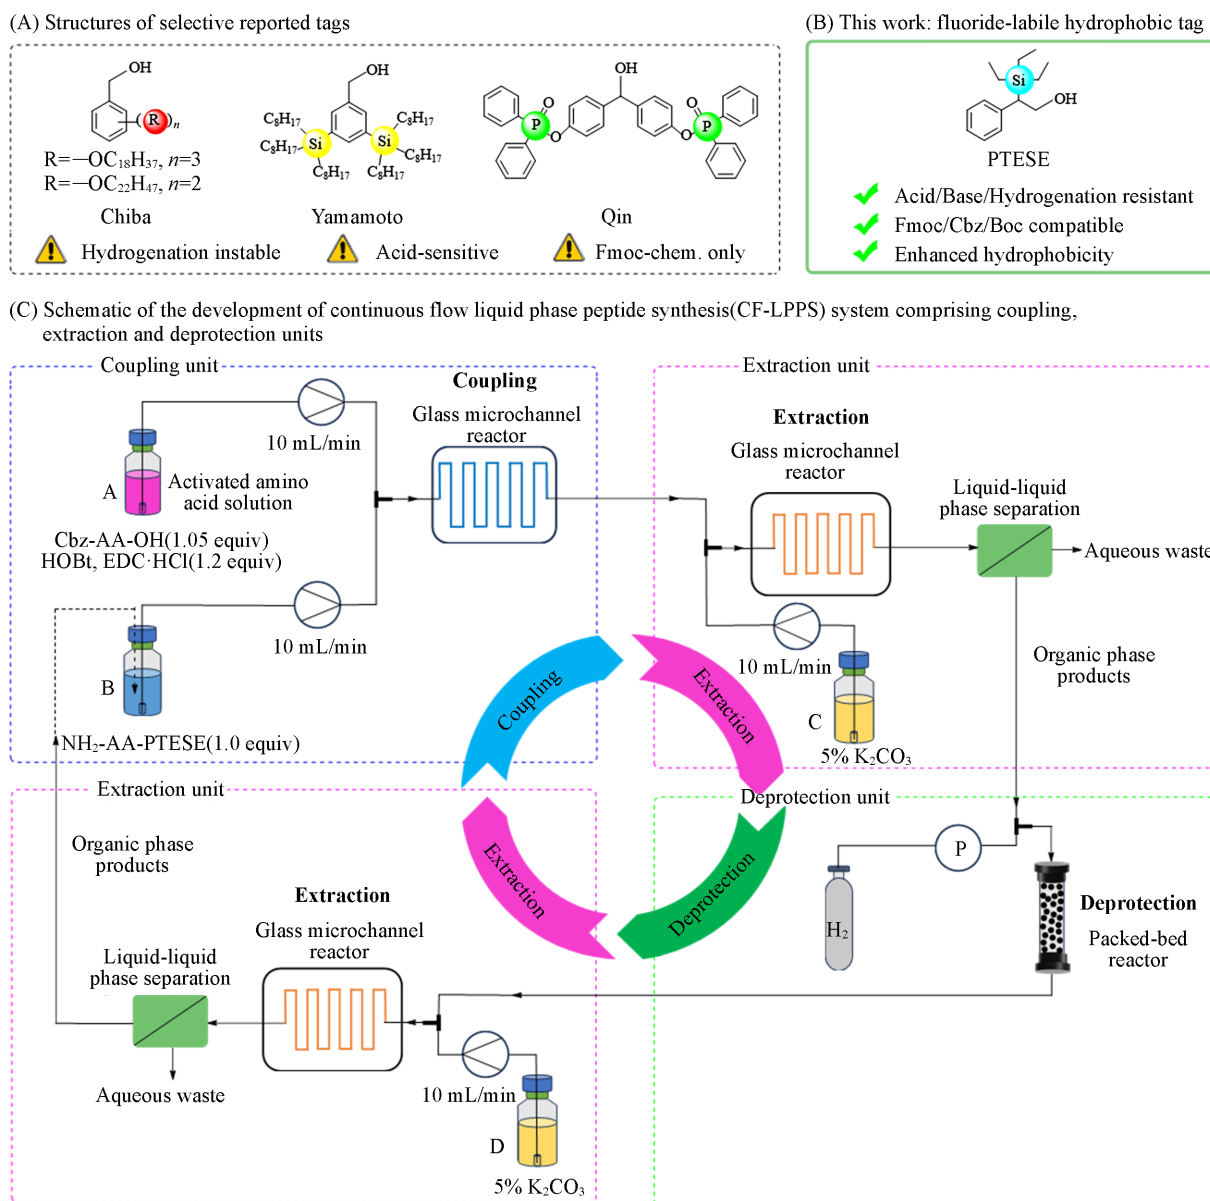 (A) Structures of selective reported tags
OH
R
n
R=—OC₁₈H₃₇, n=3
R=—OC₂₂H₄₇, n=2
Chiba
Hydrogenation instable
OH
C₈H₁₇
C₈H₁₇
C₈H₁₇
C₈H₁₇
Si
Si
C₈H₁₇
C₈H₁₇
Yamamoto
Acid-sensitive
OH
O
O
P
P
O
O
Qin
Fmoc-chem. only
(B) This work: fluoride-labile hydrophobic tag
Si
OH
PTESE
Acid/Base/Hydrogenation resistant
Fmoc/Cbz/Boc compatible
Enhanced hydrophobicity
(C) Schematic of the development of continuous flow liquid phase peptide synthesis(CF-LPPS) system comprising coupling,
extraction and deprotection units
Coupling unit
10 mL/min
A
Activated amino
acid solution
Cbz-AA-OH(1.05 equiv)
HOBt, EDC·HCl(1.2 equiv)
Coupling
Glass microchannel
reactor
10 mL/min
B
NH₂-AA-PTESE(1.0 equiv)
Extraction unit
Extraction
Glass microchannel
reactor
Liquid-liquid
phase separation
Aqueous waste
10 mL/min
C
5% K₂CO₃
Organic phase
products
Coupling
Extraction
Deprotection
Extraction
Deprotection unit
P
H₂
Deprotection
Packed-bed
reactor
Extraction unit
Organic phase
products
Extraction
Glass microchannel
reactor
Liquid-liquid
phase separation
Aqueous waste
10 mL/min
D
5% K₂CO₃